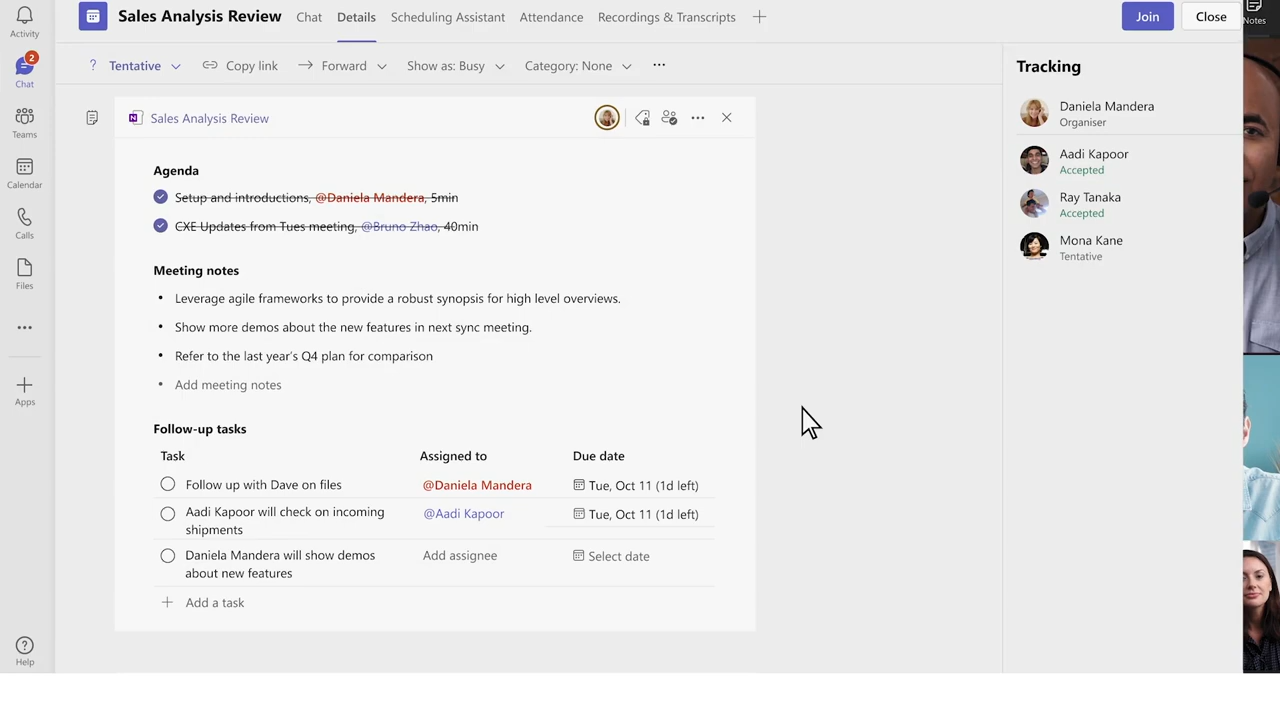 Sales Analysis Review
Chat
Details
Scheduling Assistant
Attendance
Recordings & Transcripts
Join
Close
Notes
Activity
2
Chat
Teams
Calendar
Calls
Files
Apps
Help
? Tentative
Copy link
Forward
Show as: Busy
Category: None
Sales Analysis Review
Agenda
Setup and introductions, @Daniela Mandera, 5min
CXE Updates from Tues meeting, @Bruno Zhao, 40min
Meeting notes
• Leverage agile frameworks to provide a robust synopsis for high level overviews.
• Show more demos about the new features in next sync meeting.
• Refer to the last year's Q4 plan for comparison
• Add meeting notes
Follow-up tasks
Task Assigned to Due date
Follow up with Dave on files @Daniela Mandera Tue, Oct 11 (1d left)
Aadi Kapoor will check on incoming @Aadi Kapoor Tue, Oct 11 (1d left)
shipments
Daniela Mandera will show demos Add assignee Select date
about new features
Add a task
Tracking
Daniela Mandera
Organiser
Aadi Kapoor
Accepted
Ray Tanaka
Accepted
Mona Kane
Tentative